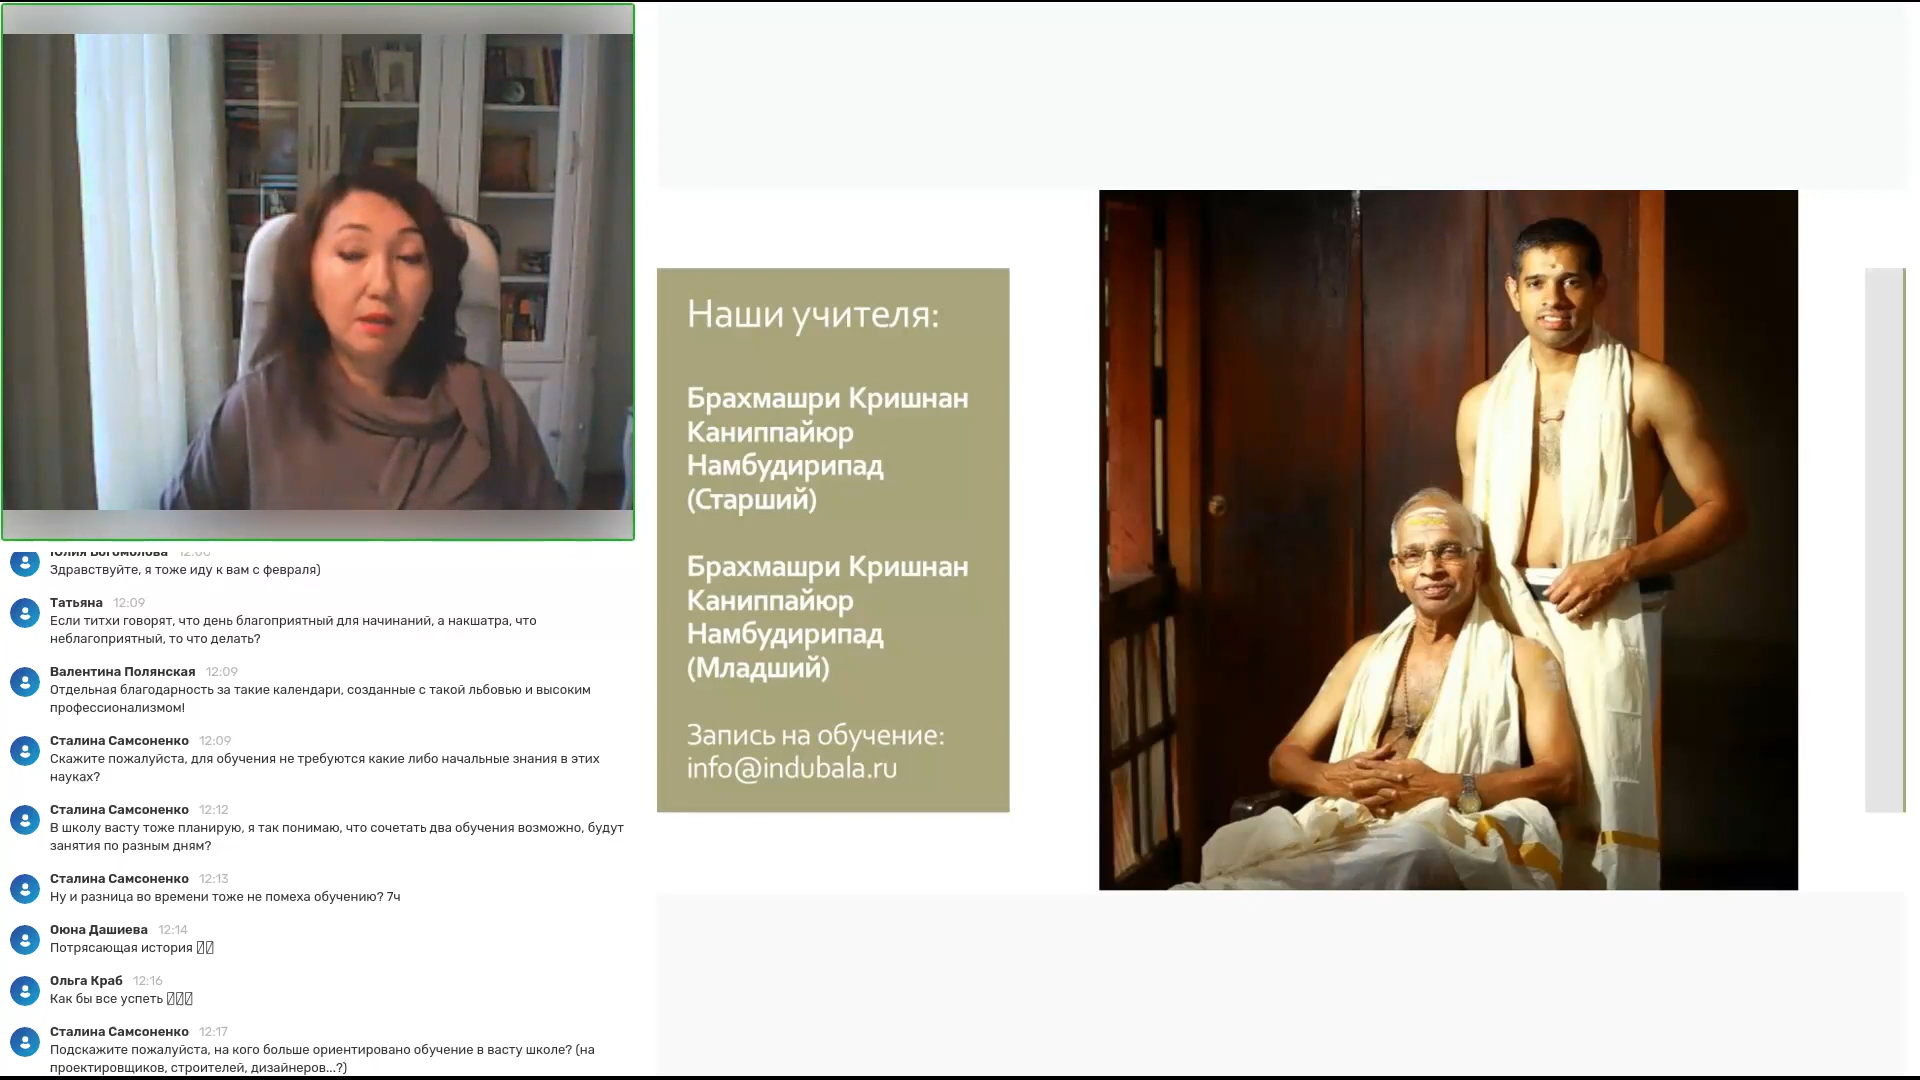 Юлия Богомолова
Здравствуйте, я тоже иду к вам с февраля)
Татьяна 12:09
Если титхи говорят, что день благоприятный для начинаний, а накшатра, что
неблагоприятный, то что делать?
Валентина Полянская 12:09
Отдельная благодарность за такие календари, созданные с такой льбовью и высоким
профессионализмом!
Сталина Самсоненко 12:09
Скажите пожалуйста, для обучения не требуются какие либо начальные знания в этих
науках?
Сталина Самсоненко 12:12
В школу васту тоже планирую, я так понимаю, что сочетать два обучения возможно, будут
занятия по разным дням?
Сталина Самсоненко 12:13
Ну и разница во времени тоже не помеха обучению? 7ч
Оюна Дашиева 12:14
Потрясающая история
Ольга Краб 12:16
Как бы все успеть
Сталина Самсоненко 12:17
Подскажите пожалуйста, на кого больше ориентировано обучение в васту школе? (на
проектировщиков, строителей, дизайнеров...?)
Наши учителя:
Брахмашри Кришнан
Каниппайюр
Намбудирипад
(Старший)
Брахмашри Кришнан
Каниппайюр
Намбудирипад
(Младший)
Запись на обучение:
info@indubala.ru